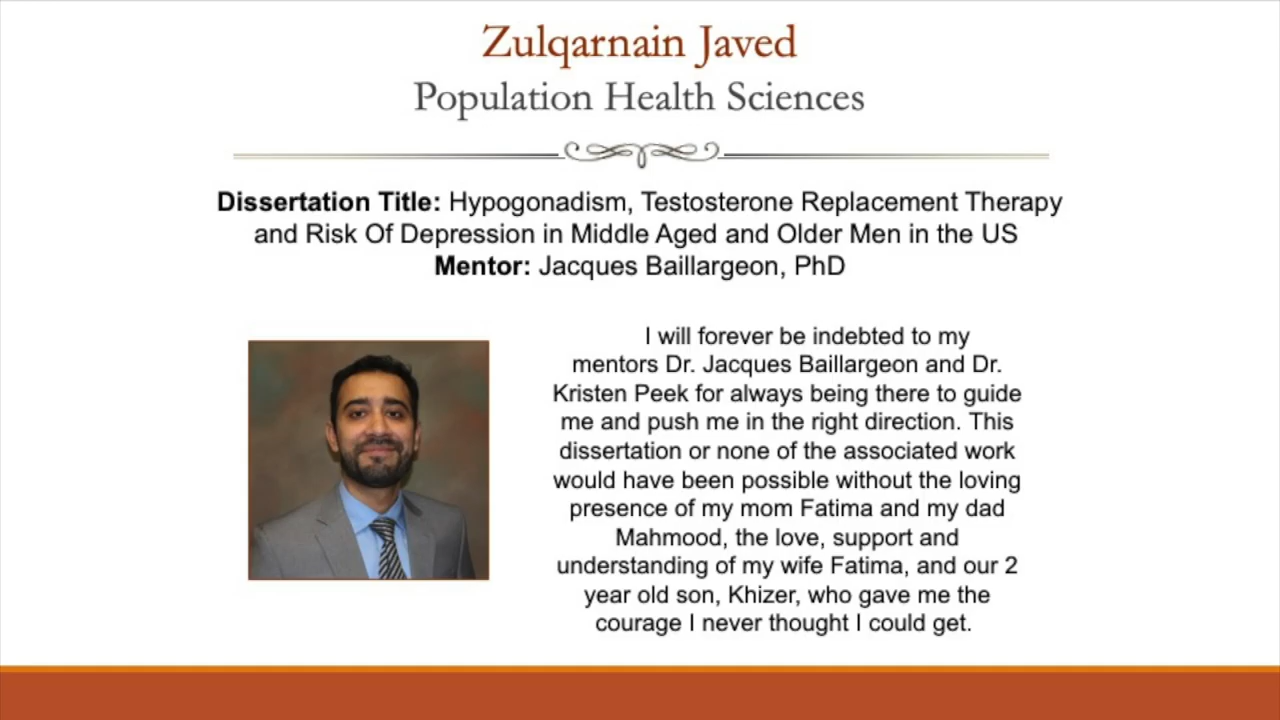 Zulqarnain Javed
Population Health Sciences
Dissertation Title: Hypogonadism, Testosterone Replacement Therapy
and Risk Of Depression in Middle Aged and Older Men in the US
Mentor: Jacques Baillargeon, PhD
I will forever be indebted to my
mentors Dr. Jacques Baillargeon and Dr.
Kristen Peek for always being there to guide
me and push me in the right direction. This
dissertation or none of the associated work
would have been possible without the loving
presence of my mom Fatima and my dad
Mahmood, the love, support and
understanding of my wife Fatima, and our 2
year old son, Khizer, who gave me the
courage I never thought I could get.